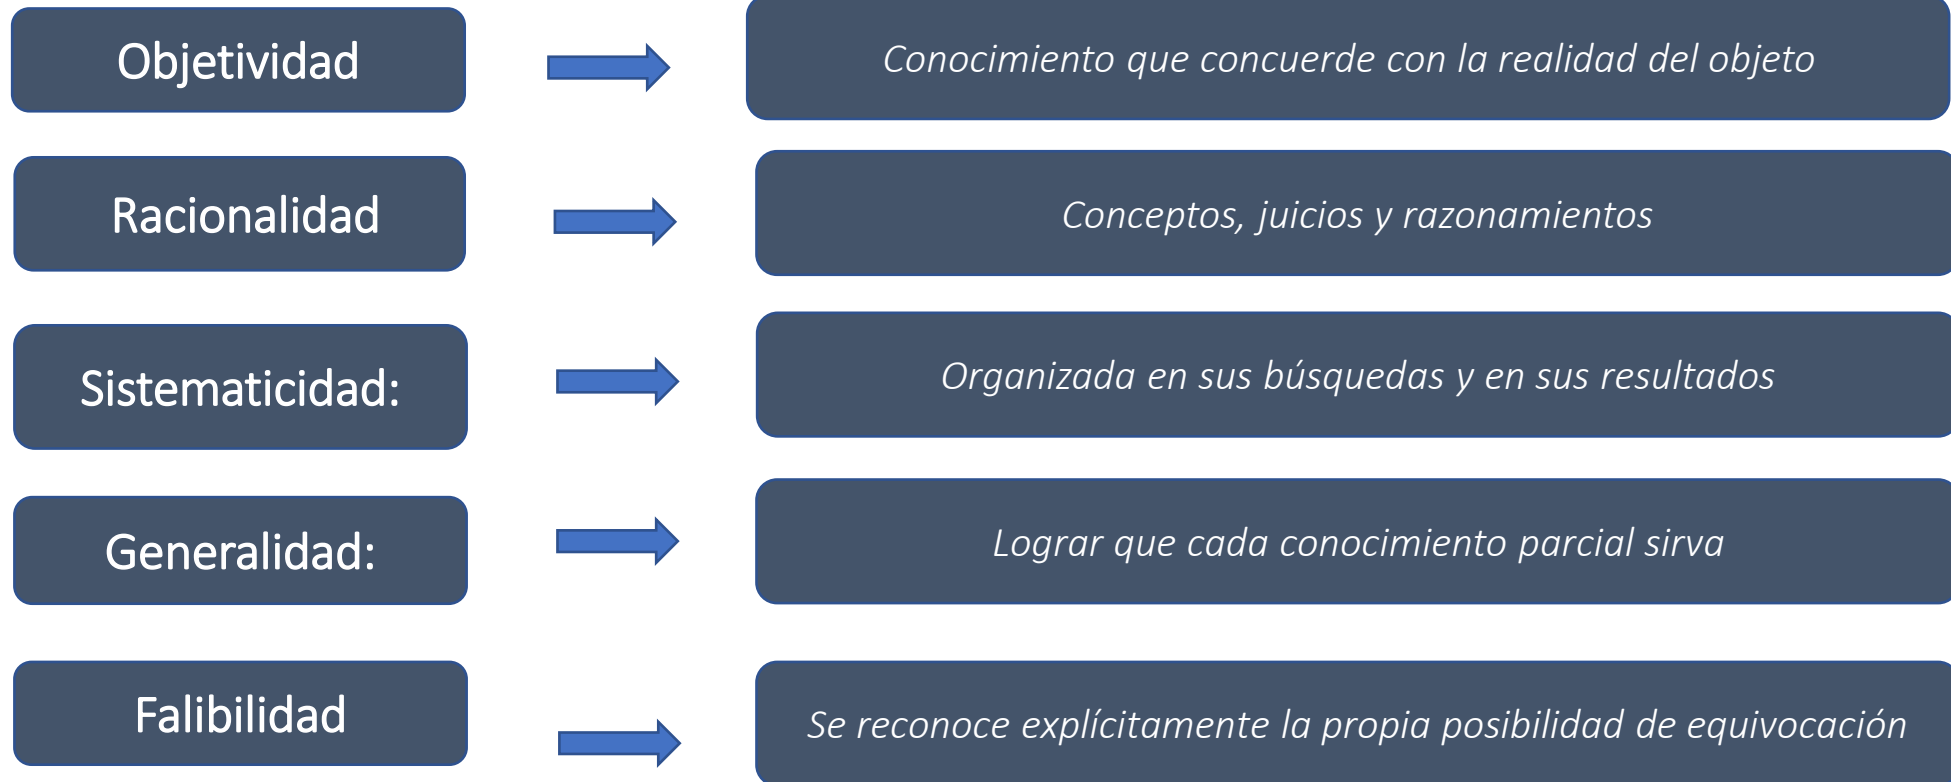 Objetividad
Conocimiento que concuerde con la realidad del objeto
Racionalidad
Conceptos, juicios y razonamientos
Sistematicidad:
Organizada en sus búsquedas y en sus resultados
Generalidad:
Lograr que cada conocimiento parcial sirva
Falibilidad
Se reconoce explícitamente la propia posibilidad de equivocación